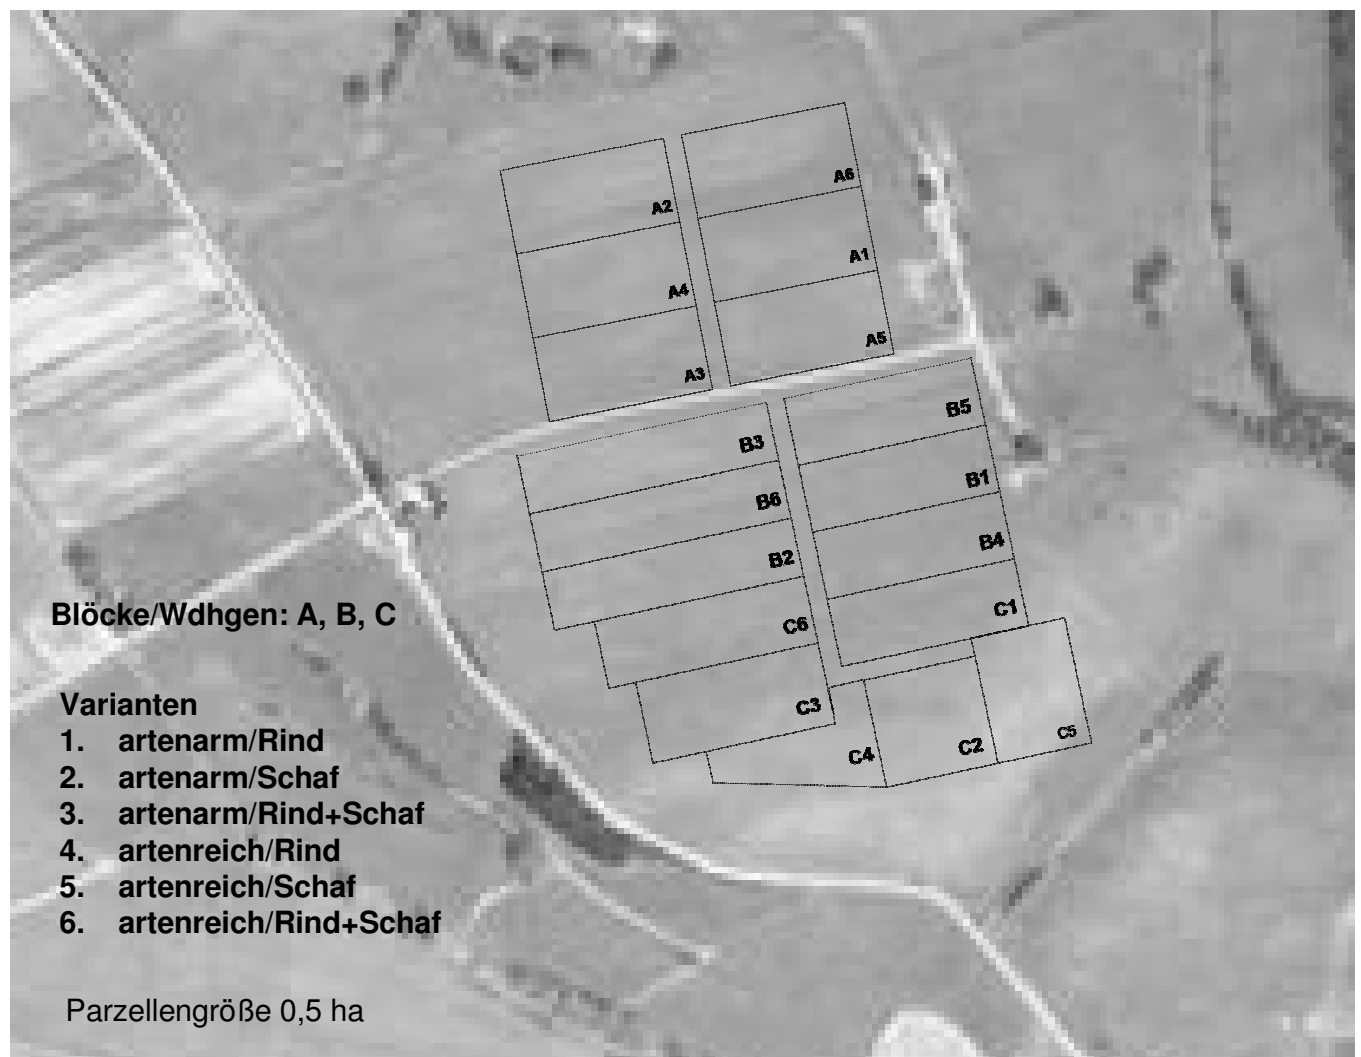 A6
A2
A1
A4
A5
A3
B5
B3
B1
B6
B4
B2
C1
C6
C3
C5
C2
C4
Blöcke/Wdhgen: A, B, C
Varianten
1. artenarm/Rind
2. artenarm/Schaf
3. artenarm/Rind+Schaf
4. artenreich/Rind
5. artenreich/Schaf
6. artenreich/Rind+Schaf
Parzellengröße 0,5 ha